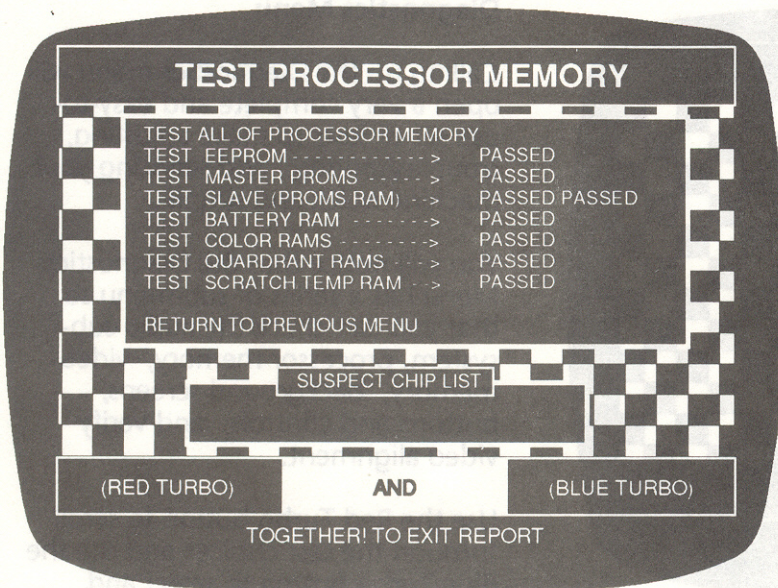 TEST PROCESSOR MEMORY
TEST ALL OF PROCESSOR MEMORY
TEST EEPROM - - - - - - - - - - - - > PASSED
TEST MASTER PROMS - - - - - > PASSED
TEST SLAVE (PROMS RAM) - -> PASSED PASSED
TEST BATTERY RAM - - - - - - -> PASSED
TEST COLOR RAMS - - - - - - - -> PASSED
TEST QUARDRANT RAMS - - - > PASSED
TEST SCRATCH TEMP RAM - - > PASSED
RETURN TO PREVIOUS MENU
SUSPECT CHIP LIST
(RED TURBO) AND (BLUE TURBO)
TOGETHER! TO EXIT REPORT